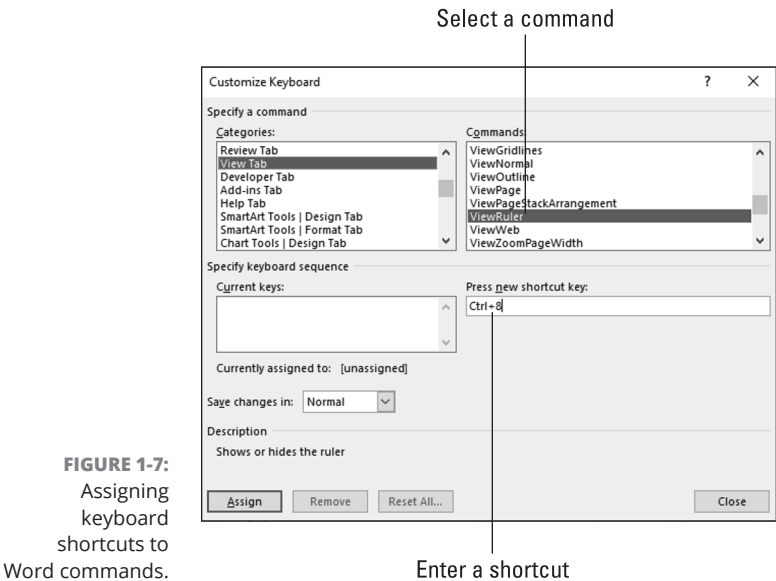 Select a command
Customize Keyboard ? ×
Specify a command
Categories: Commands:
Review Tab
View Tab
Developer Tab
Add-ins Tab
Help Tab
SmartArt Tools | Design Tab
SmartArt Tools | Format Tab
Chart Tools | Design Tab
ViewGridlines
ViewNormal
ViewOutline
ViewPage
ViewPageStackArrangement
ViewRuler
ViewWeb
ViewZoomPageWidth
Specify keyboard sequence
Current keys:
Press new shortcut key:
Ctrl+8
Currently assigned to: [unassigned]
Save changes in: Normal
Description
Shows or hides the ruler
Assign Remove Reset All... Close
Enter a shortcut
FIGURE 1-7:
Assigning
keyboard
shortcuts to
Word commands.